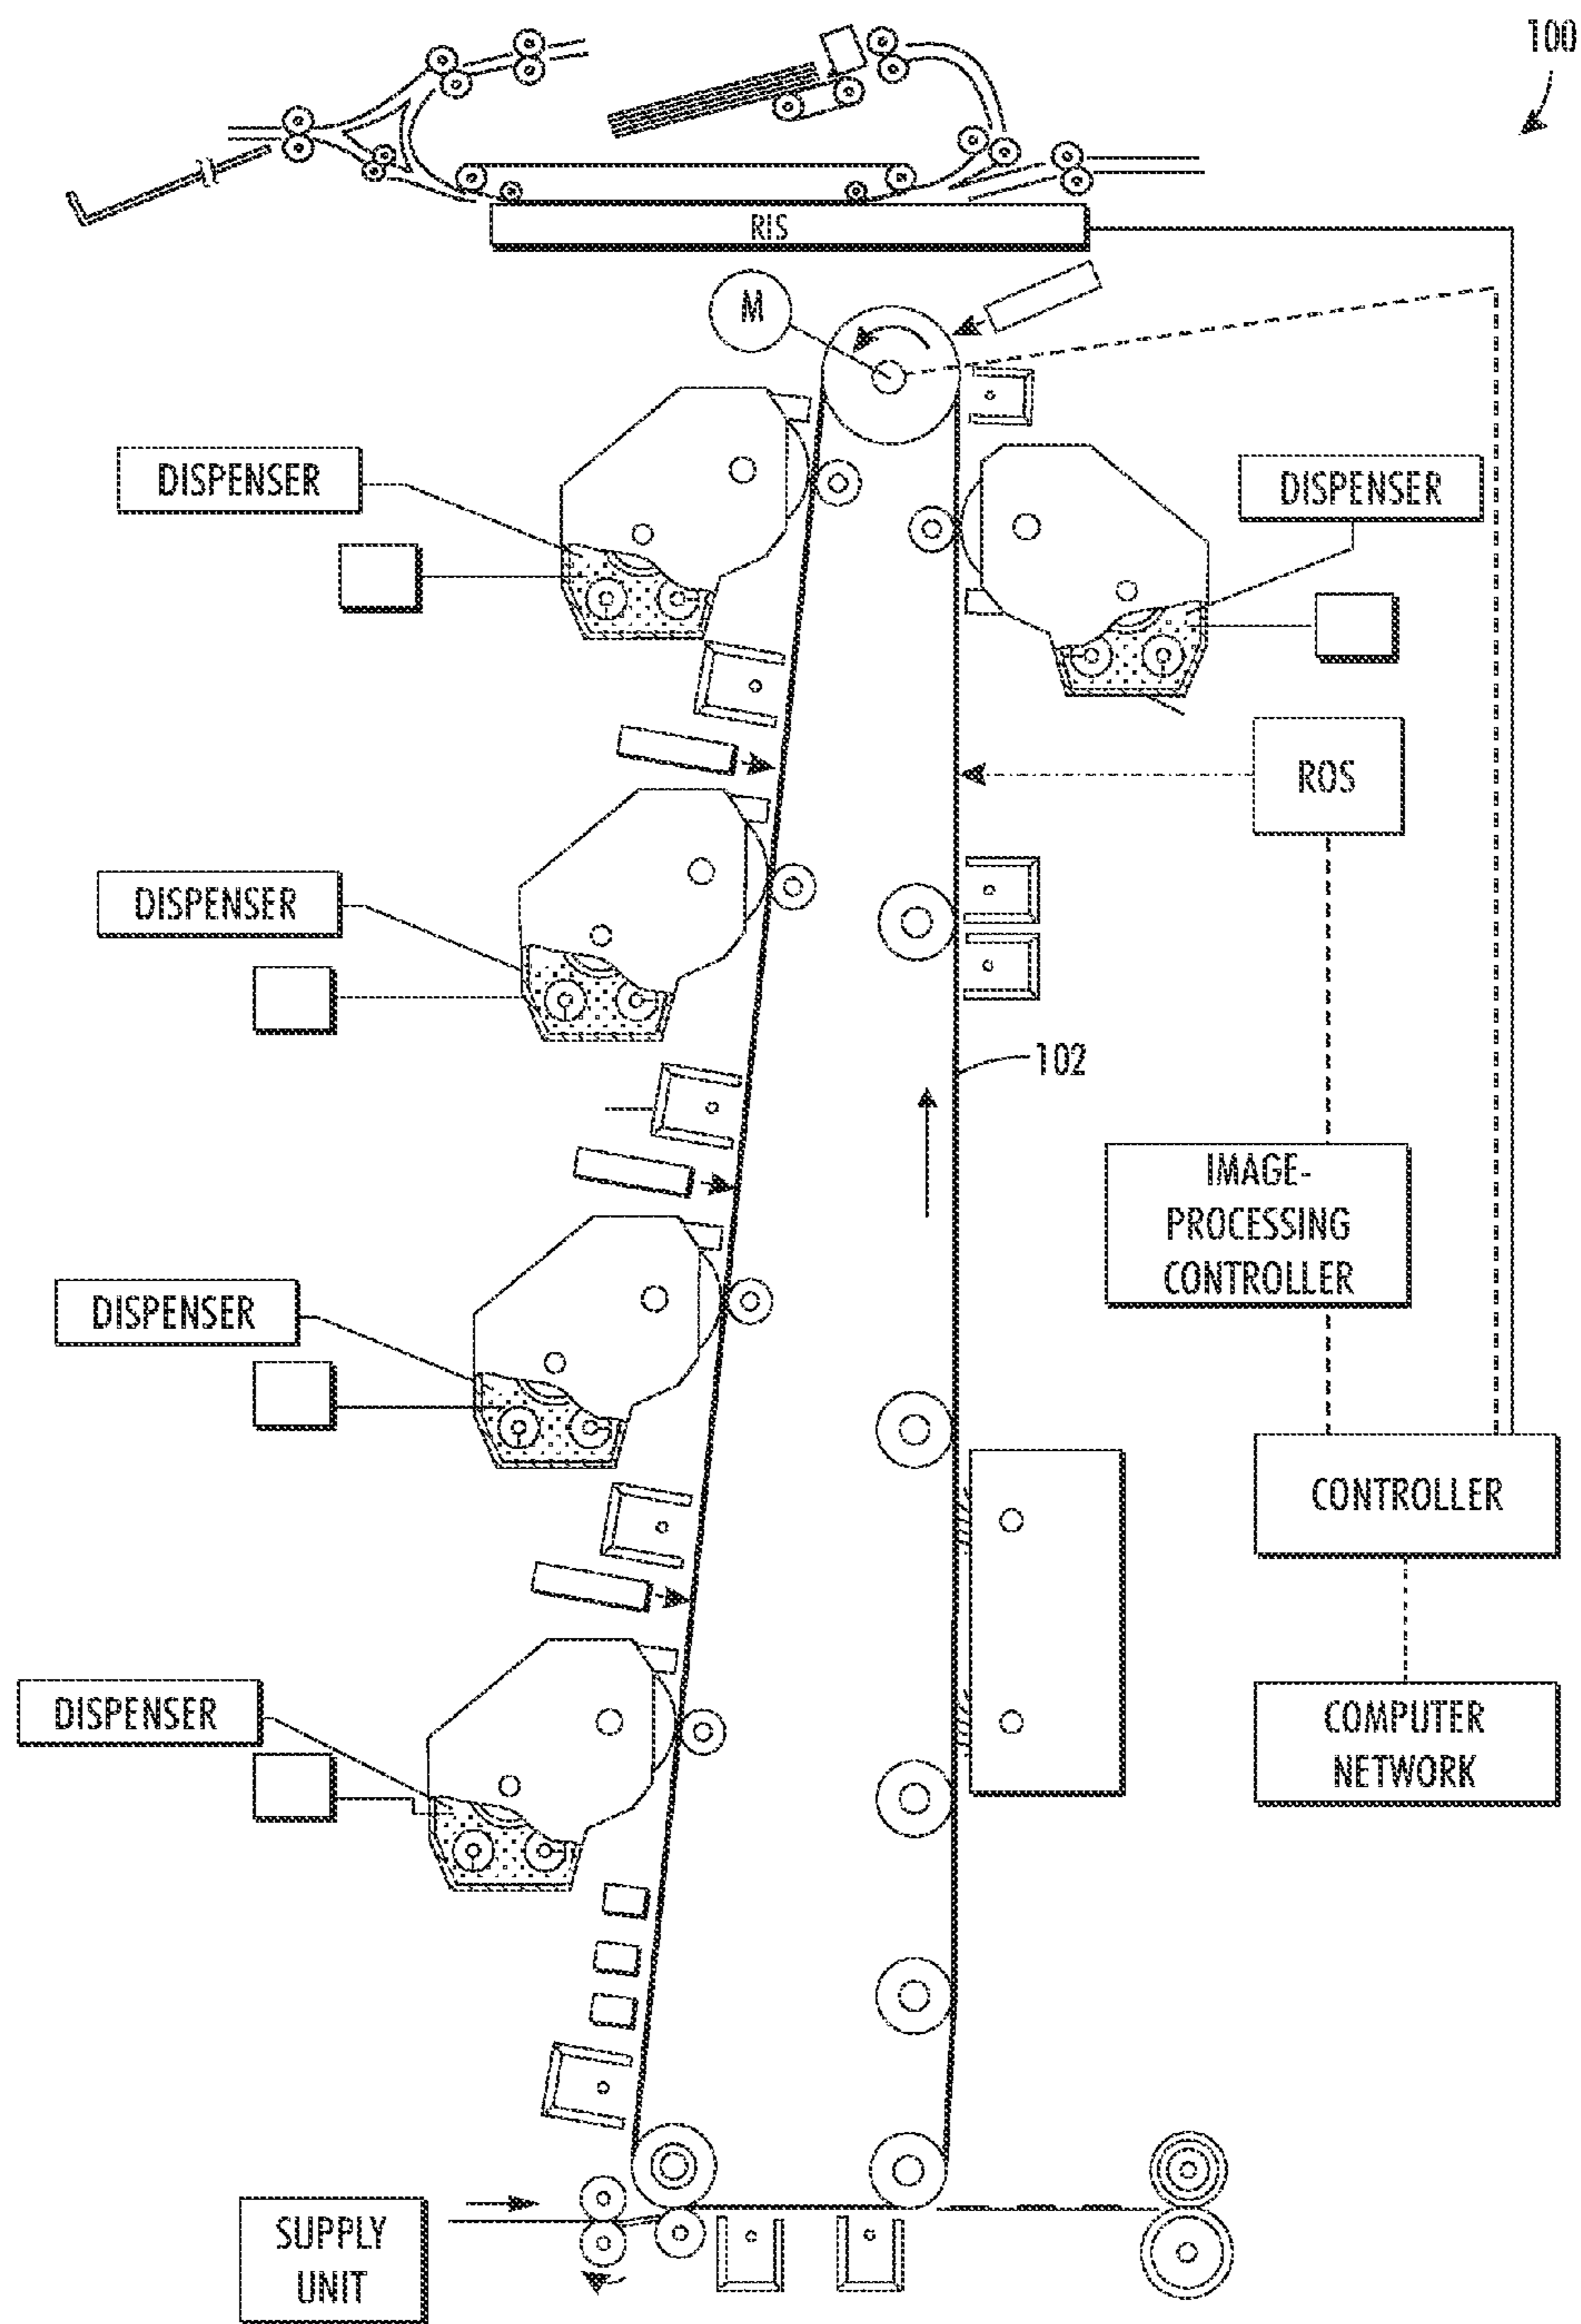 100
RIS
M
DISPENSER
DISPENSER
ROS
DISPENSER
102
IMAGE-
PROCESSING
CONTROLLER
DISPENSER
CONTROLLER
DISPENSER
COMPUTER
NETWORK
SUPPLY
UNIT